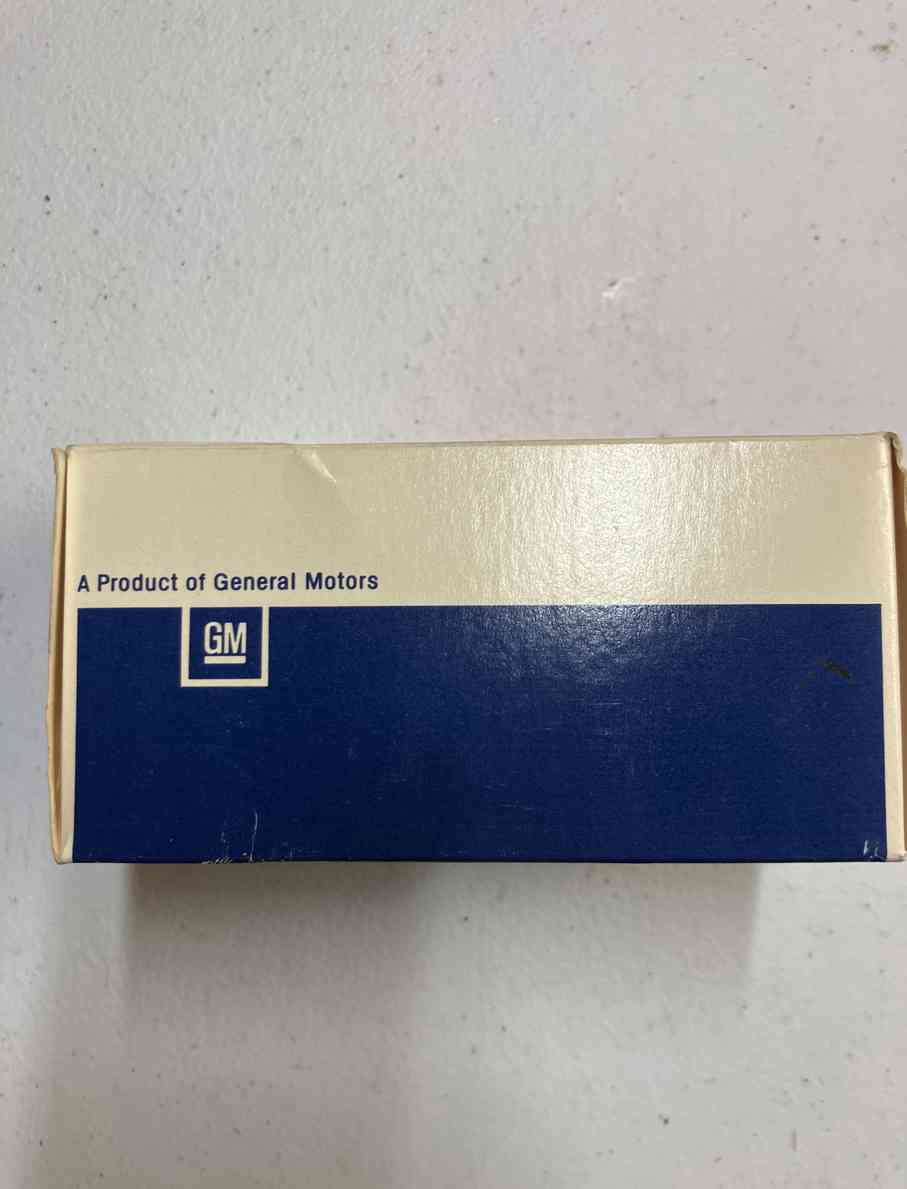 A Product of General Motors
GM